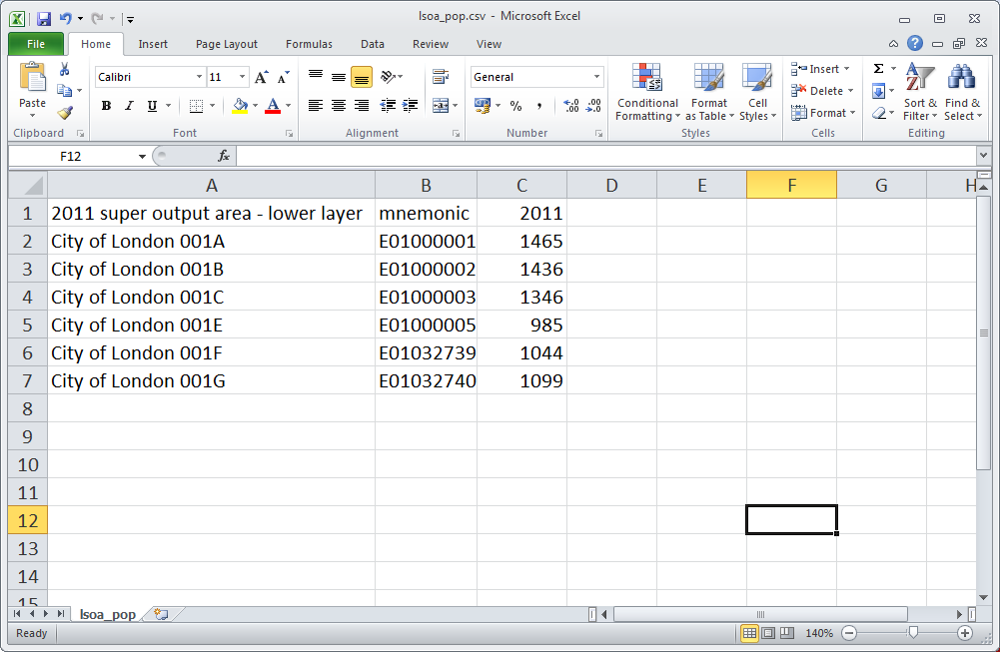 lsoa_pop.csv - Microsoft Excel
File Home Insert Page Layout Formulas Data Review View
Calibri 11 General Insert Σ
Delete
Paste B I U A % , Conditional Formatting Format as Table Cell Styles Format Sort & Filter Find & Select
Clipboard Font Alignment Number Styles Cells Editing
F12 fx
A B C D E F G H
1 2011 super output area - lower layer mnemonic 2011
2 City of London 001A E01000001 1465
3 City of London 001B E01000002 1436
4 City of London 001C E01000003 1346
5 City of London 001E E01000005 985
6 City of London 001F E01032739 1044
7 City of London 001G E01032740 1099
8
9
10
11
12
13
14
15
lsoa_pop
Ready 140%